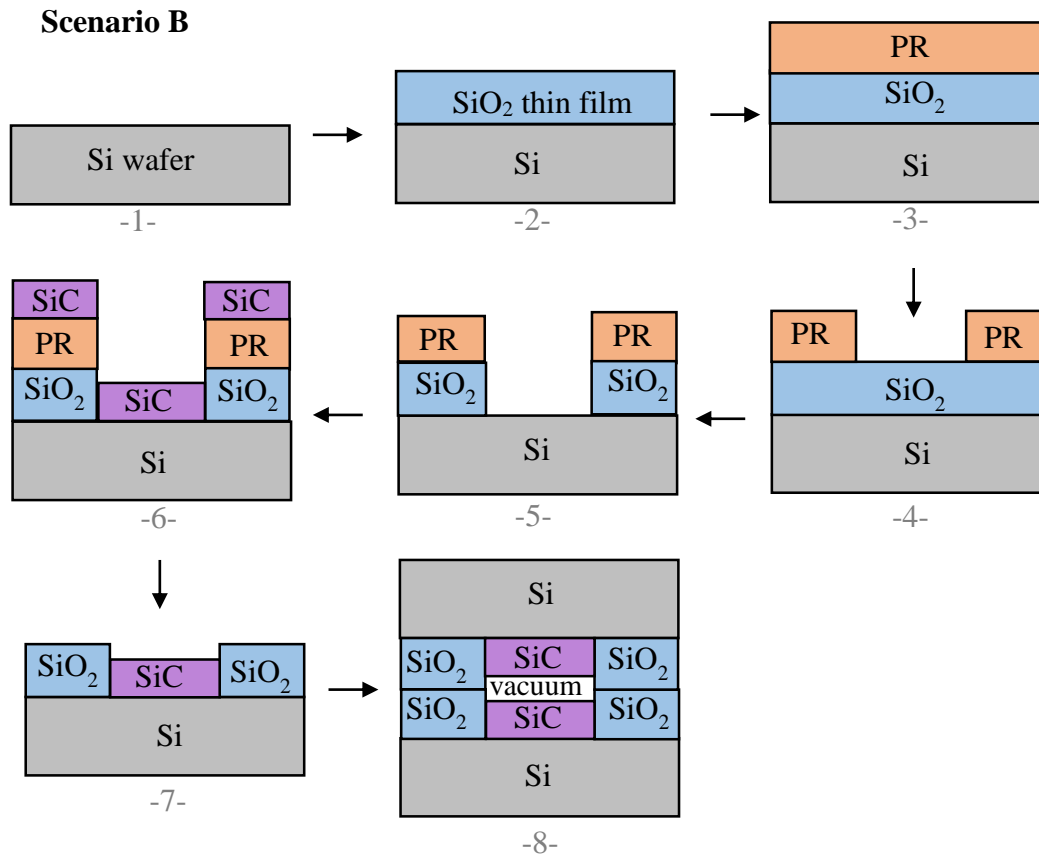 Scenario B
Si wafer
-1-
SiO₂ thin film
Si
-2-
PR
SiO₂
Si
-3-
PR PR
SiO₂
Si
-4-
PR PR
SiO₂ SiO₂
Si
-5-
SiC SiC
PR PR
SiO₂ SiC SiO₂
Si
-6-
SiO₂ SiC SiO₂
Si
-7-
Si
SiO₂ SiC SiO₂
vacuum
SiO₂ SiC SiO₂
Si
-8-